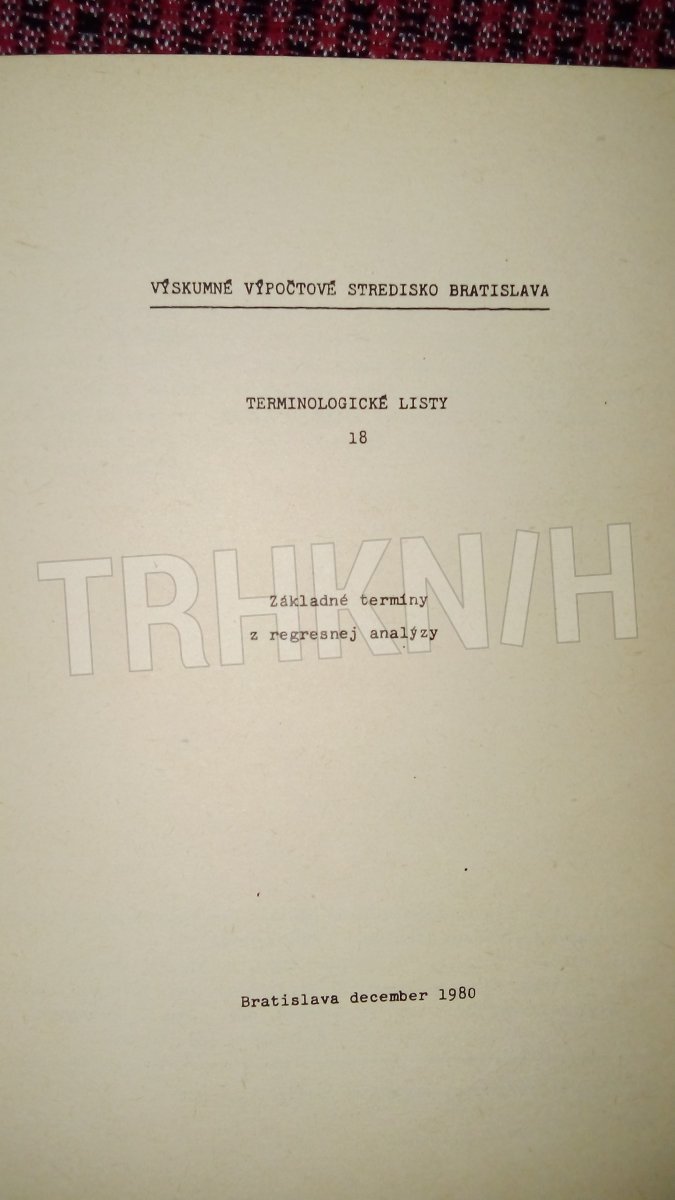 VÝSKUMNÉ VÝPOČTOVÉ STREDISKO BRATISLAVA
TERMINOLOGICKÉ LISTY
18
TRHKNIH
Základné termíny
z regresnej analýzy
Bratislava december 1980